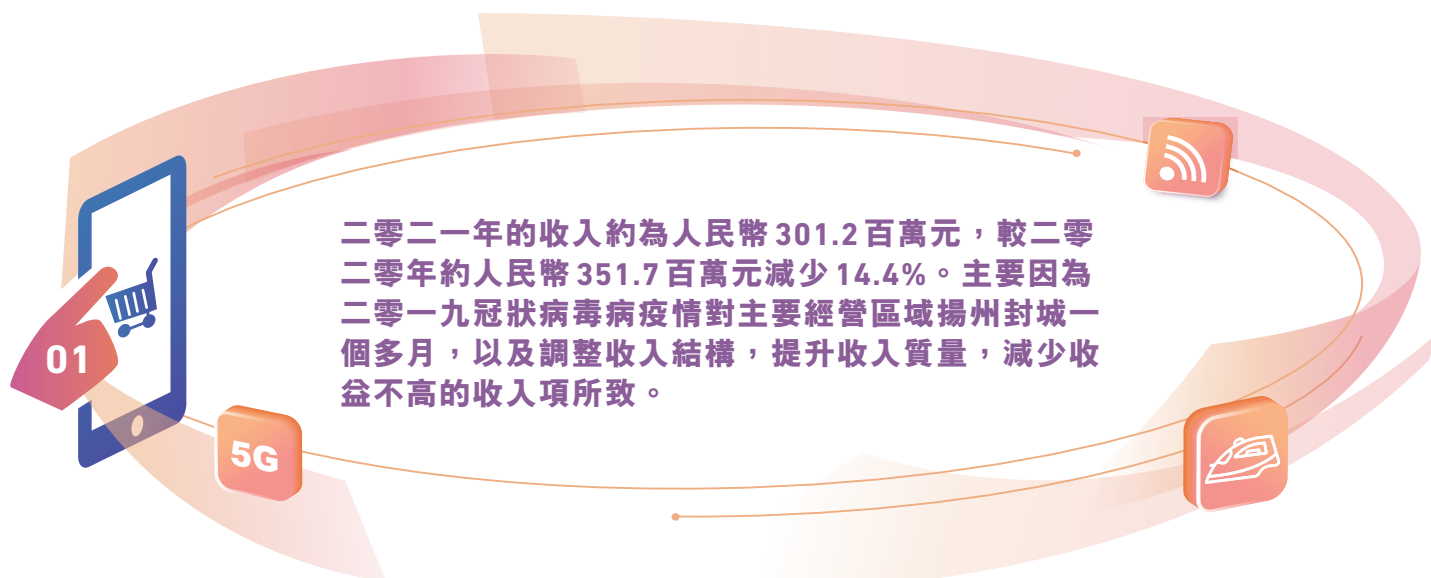 二零二一年的收入約為人民幣301.2百萬元，較二零
二零年約人民幣351.7百萬元減少14.4%。主要因為
二零一九冠狀病毒病疫情對主要經營區域揚州封城一
個多月，以及調整收入結構，提升收入質量，減少收
益不高的收入項所致。
01
5G